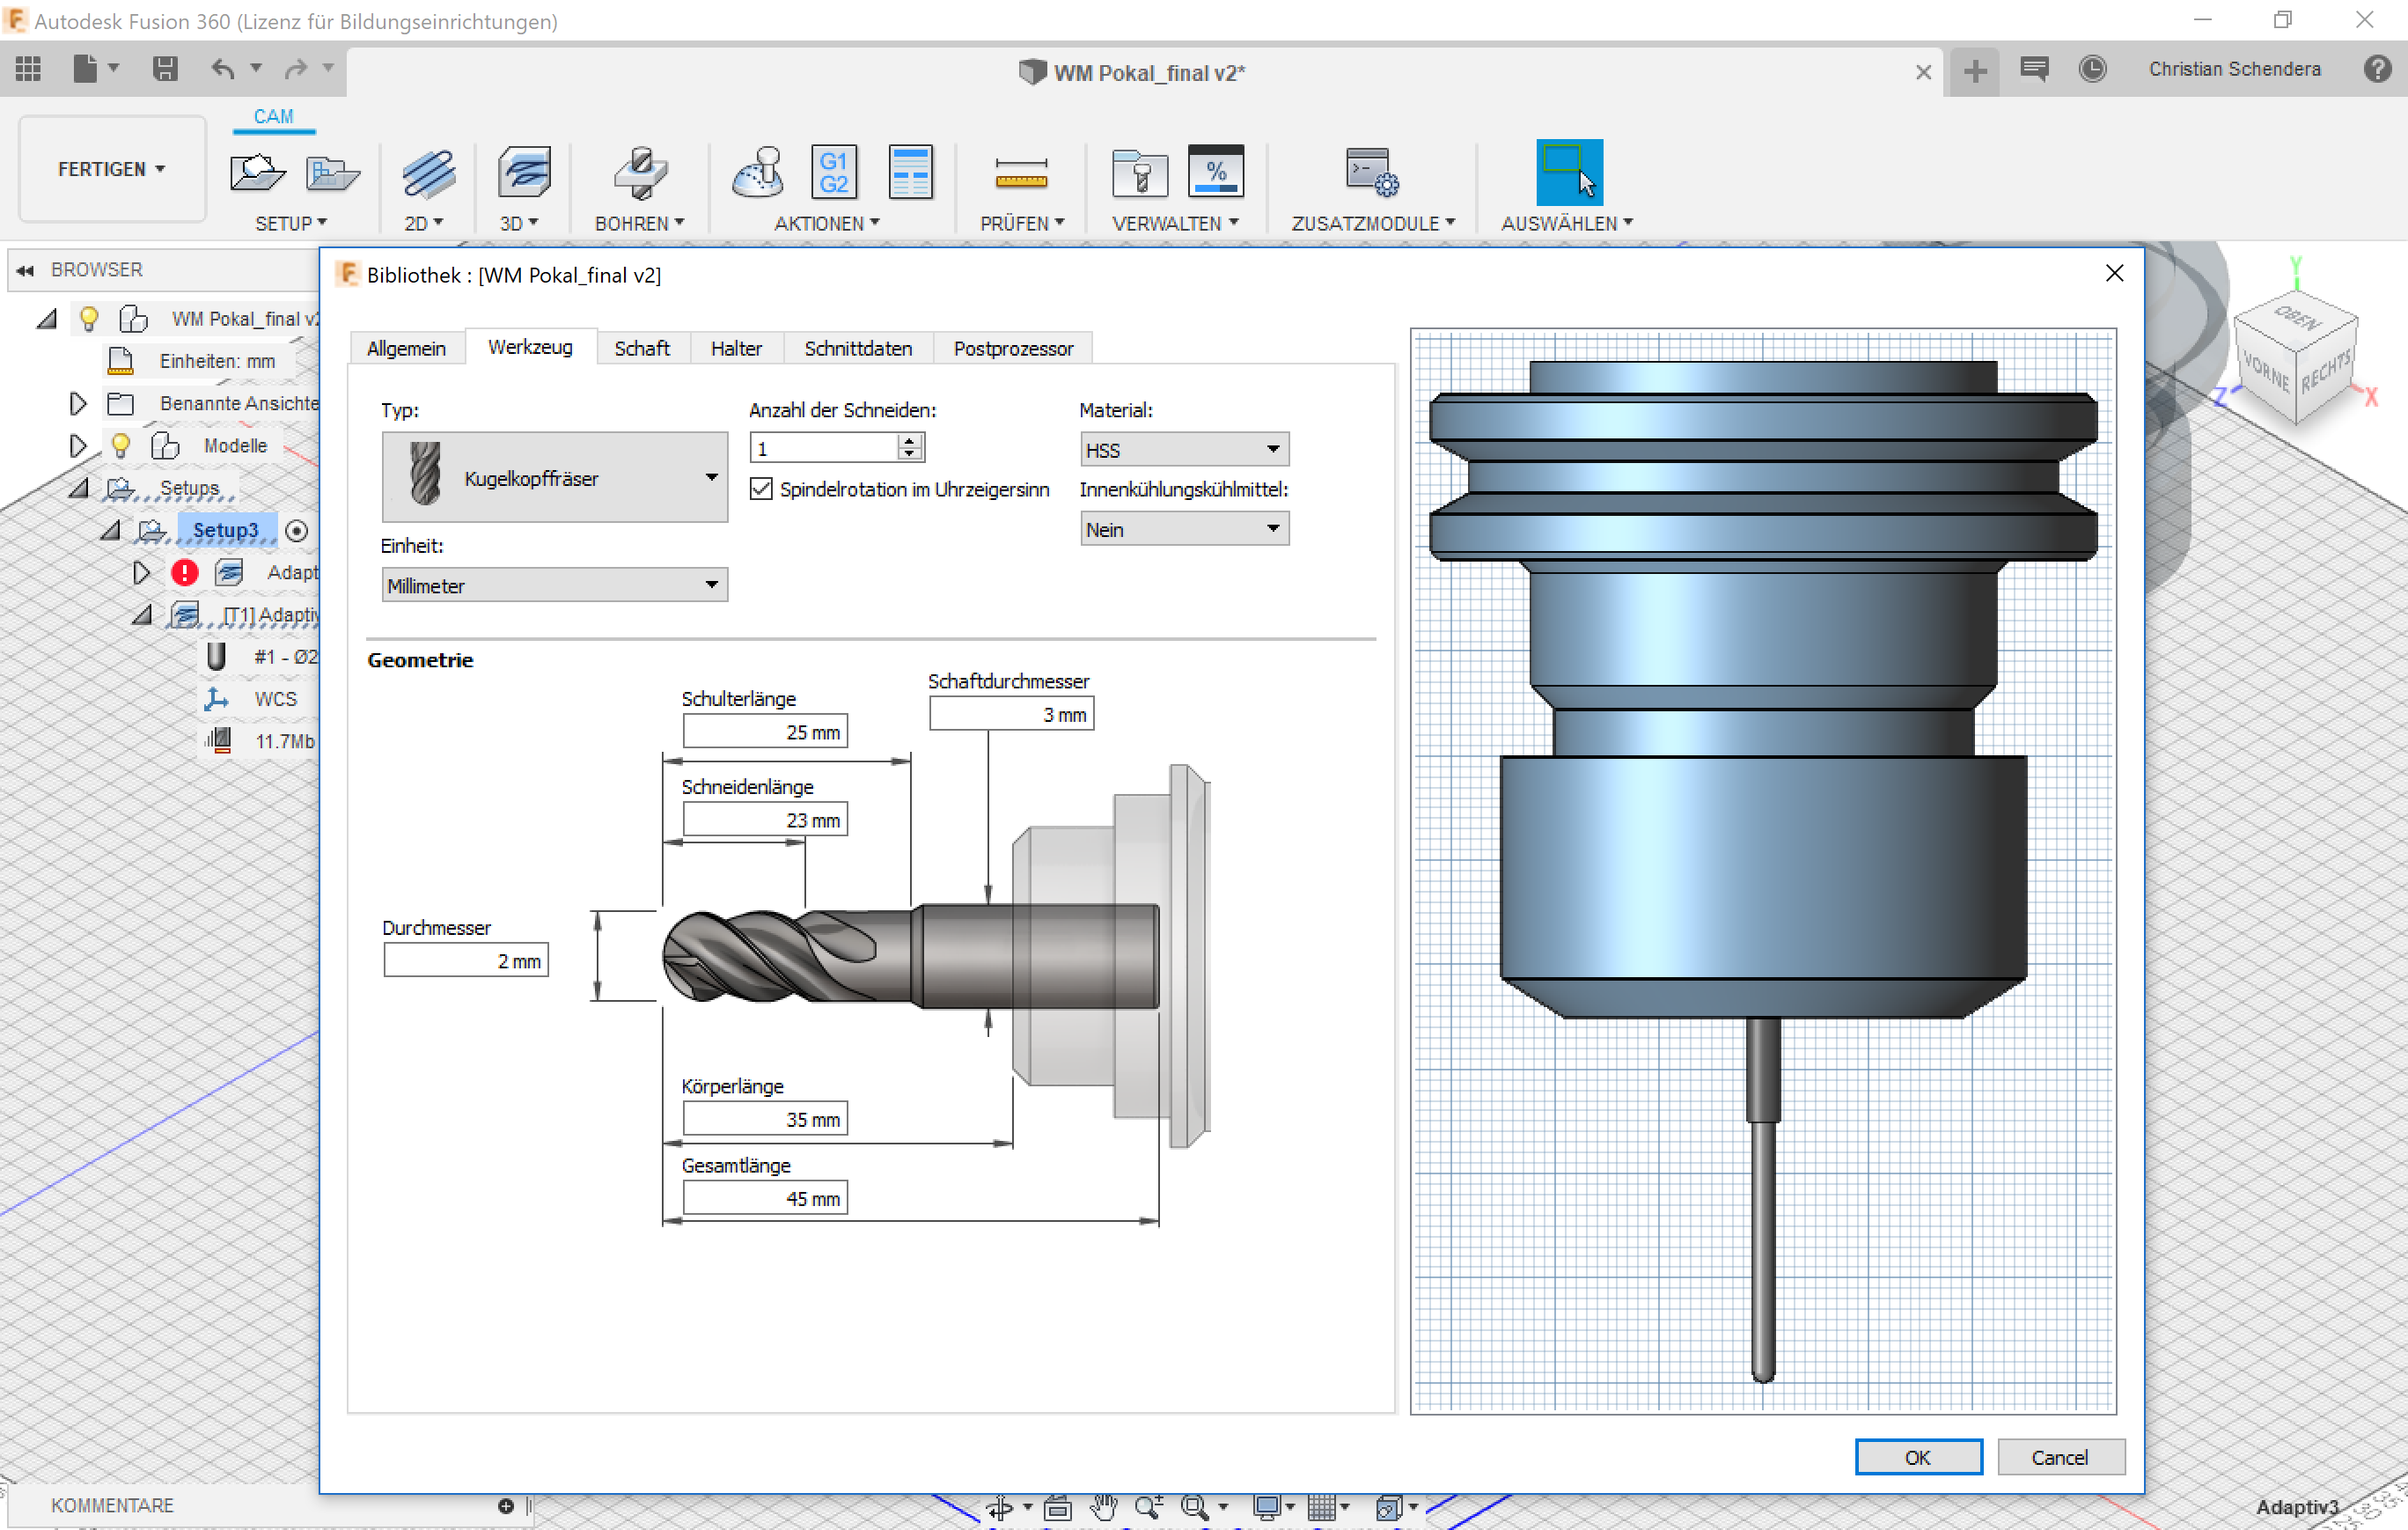 Autodesk Fusion 360 (Lizenz für Bildungseinrichtungen)
WM Pokal_final v2*
Christian Schendera
CAM
FERTIGEN
G1
G2
%
SETUP
2D
3D
BOHREN
AKTIONEN
PRÜFEN
VERWALTEN
ZUSATZMODULE
AUSWÄHLEN
BROWSER
WM Pokal_final v2
Einheiten: mm
Benannte Ansichte
Modelle
Setups
Setup3
Adapt
[T1] Adaptiv
#1 - Ø2
WCS
11.7Mb
Bibliothek : [WM Pokal_final v2]
Allgemein
Werkzeug
Schaft
Halter
Schnittdaten
Postprozessor
Typ:
Anzahl der Schneiden:
Material:
Kugelkopffräser
1
HSS
Spindelrotation im Uhrzeigersinn
Innenkühlungskühlmittel:
Nein
Einheit:
Millimeter
Geometrie
Schaftdurchmesser
3 mm
Schulterlänge
25 mm
Schneidenlänge
23 mm
Durchmesser
2 mm
Körperlänge
35 mm
Gesamtlänge
45 mm
OK
Cancel
Y
OBEN
VORNE
RECHTS
Z
X
KOMMENTARE
Adaptiv3